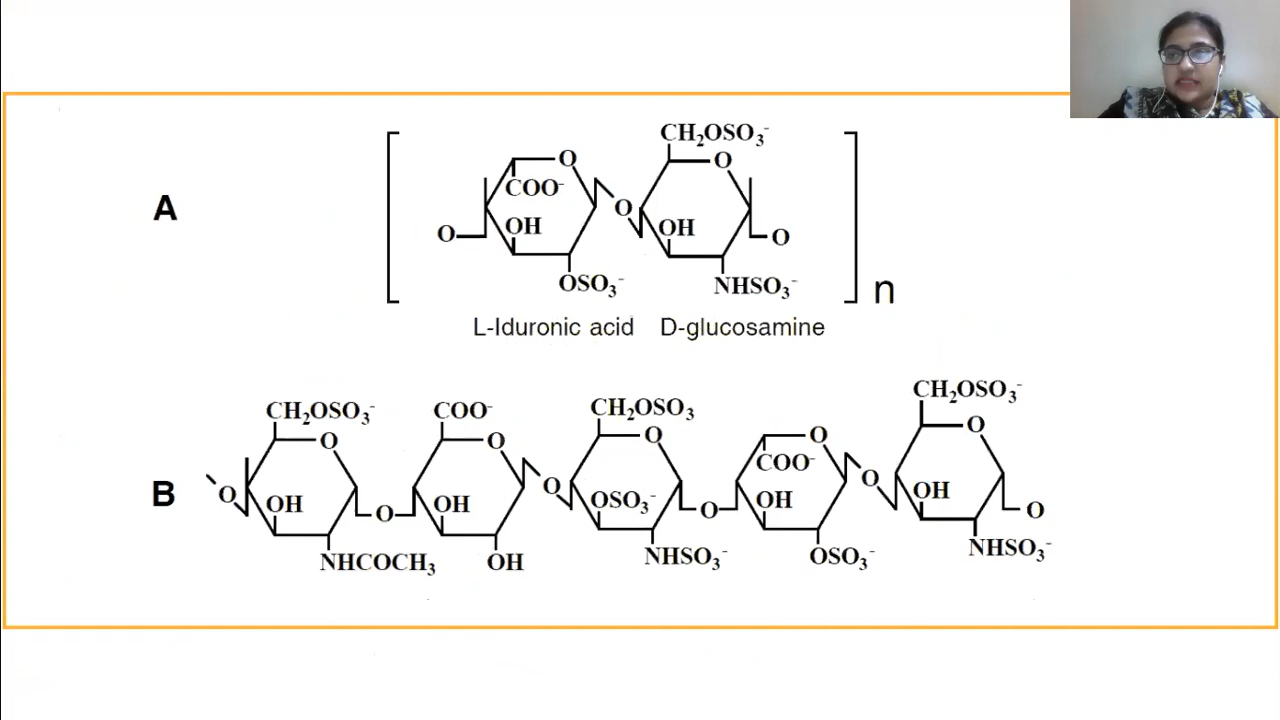 A
CH₂OSO₃⁻
O
O
COO⁻
O
OH
OH
O
O
OSO₃⁻
NHSO₃⁻
n
L-Iduronic acid D-glucosamine
B
CH₂OSO₃⁻
COO⁻
CH₂OSO₃
CH₂OSO₃⁻
O
O
O
O
O
COO⁻
O
OH
O
OH
O
OSO₃⁻
O
OH
O
OH
O
NHCOCH₃
OH
NHSO₃⁻
OSO₃⁻
NHSO₃⁻